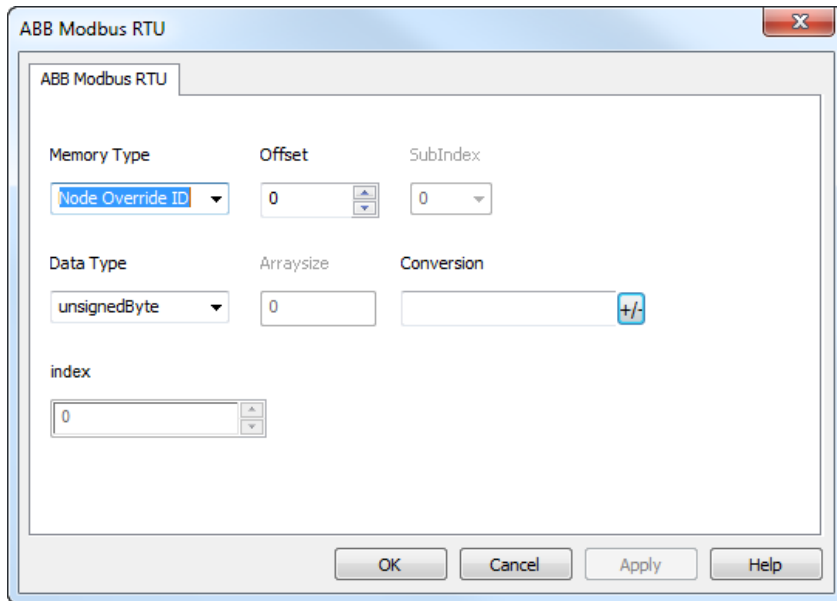 ABB Modbus RTU
ABB Modbus RTU
Memory Type Offset SubIndex
Node Override ID 0 0
Data Type Arraysize Conversion
unsignedByte 0 +/-
index
0
OK Cancel Apply Help